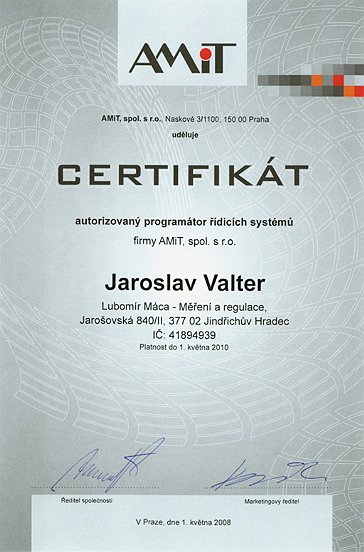 AMiT
AMiT, spol. s r.o., Naskové 3/1100, 150 00 Praha
uděluje
CERTIFIKÁT
autorizovaný programátor řídicích systémů
firmy AMiT, spol. s r.o.
Jaroslav Valter
Lubomír Máca - Měření a regulace,
Jarošovská 840/II, 377 02 Jindřichův Hradec
IČ: 41894939
Platnost do 1. května 2010
Ředitel společnosti
Marketingový ředitel
V Praze, dne 1. května 2008